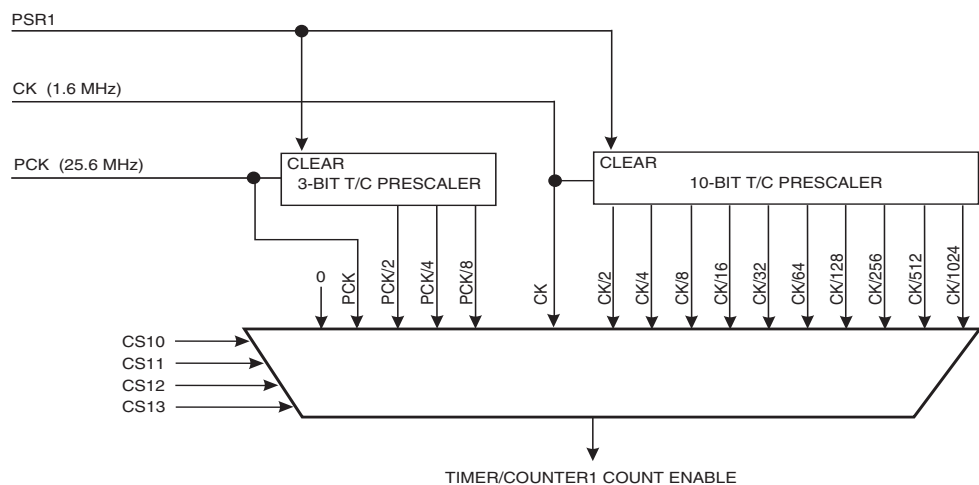 PSR1
CK (1.6 MHz)
PCK (25.6 MHz)
CLEAR
3-BIT T/C PRESCALER
CLEAR
10-BIT T/C PRESCALER
0
PCK
PCK/2
PCK/4
PCK/8
CK
CK/2
CK/4
CK/8
CK/16
CK/32
CK/64
CK/128
CK/256
CK/512
CK/1024
CS10
CS11
CS12
CS13
TIMER/COUNTER1 COUNT ENABLE